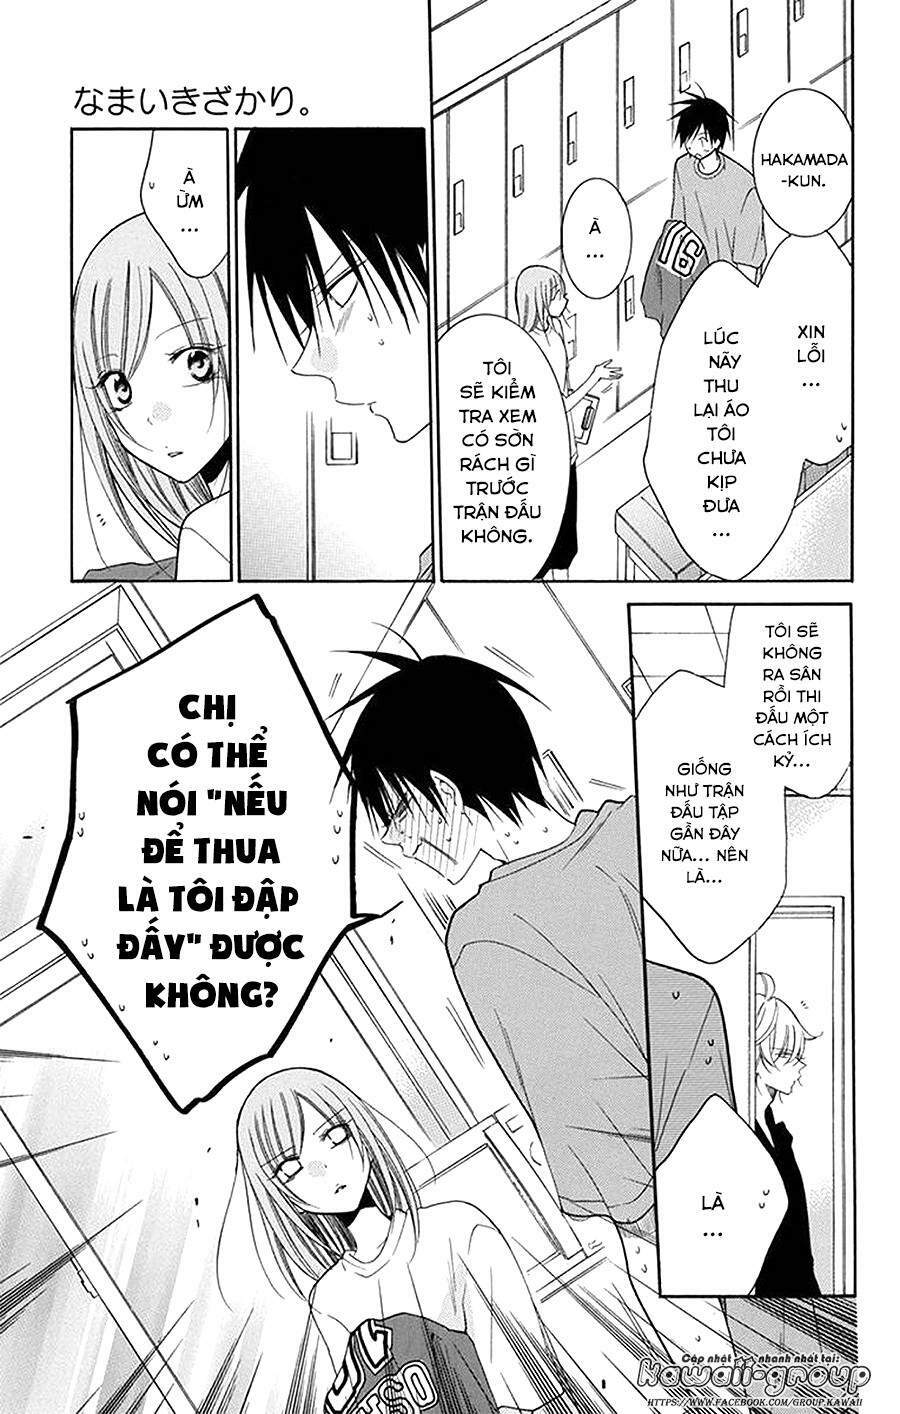 なまいきざかり。
HAKAMADA
-KUN.
XIN
LỖI
...
LÚC
NÃY
THU
LẠI ÁO
TÔI
CHƯA
KỊP
ĐƯA
...
À
...
TÔI
SẼ KIỂM
TRA XEM
CÓ SỜN
RÁCH GÌ
TRƯỚC
TRẬN ĐẤU
KHÔNG.
16
À
ỪM
...
TÔI SẼ
KHÔNG
RA SÂN
RỒI THI
ĐẤU MỘT
CÁCH ÍCH
KỶ...
GIỐNG
NHƯ TRẬN
ĐẤU TẬP
GẦN ĐÂY
NỮA... NÊN
LÀ...
LÀ
...
CHỊ
CÓ THỂ
NÓI "NẾU
ĐỂ THUA
LÀ TÔI ĐẬP
ĐẤY" ĐƯỢC
KHÔNG?
Cập nhật nhanh nhất tại:
Kawaii-group
HTTPS://WWW.FACEBOOK.COM/GROUP.KAWAII